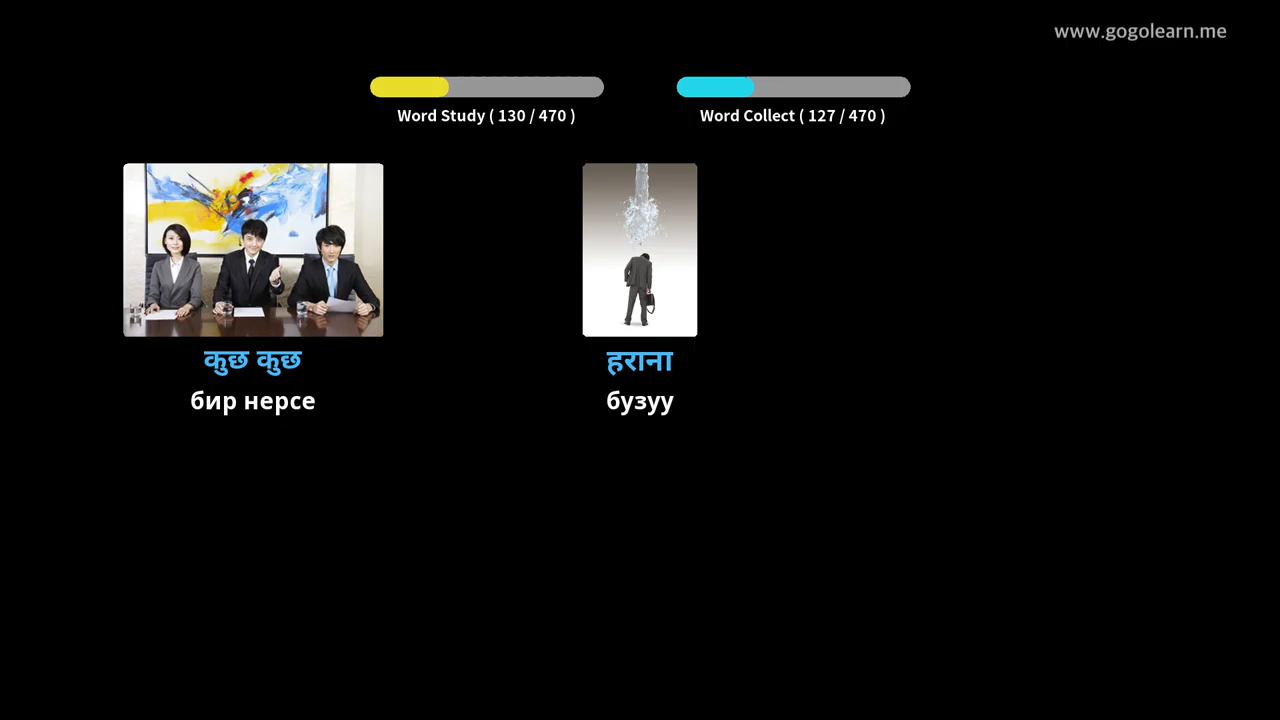 www.gogolearn.me
Word Study ( 130 / 470 )
Word Collect ( 127 / 470 )
कुछ कुछ
бир нерсе
हराना
бузуу